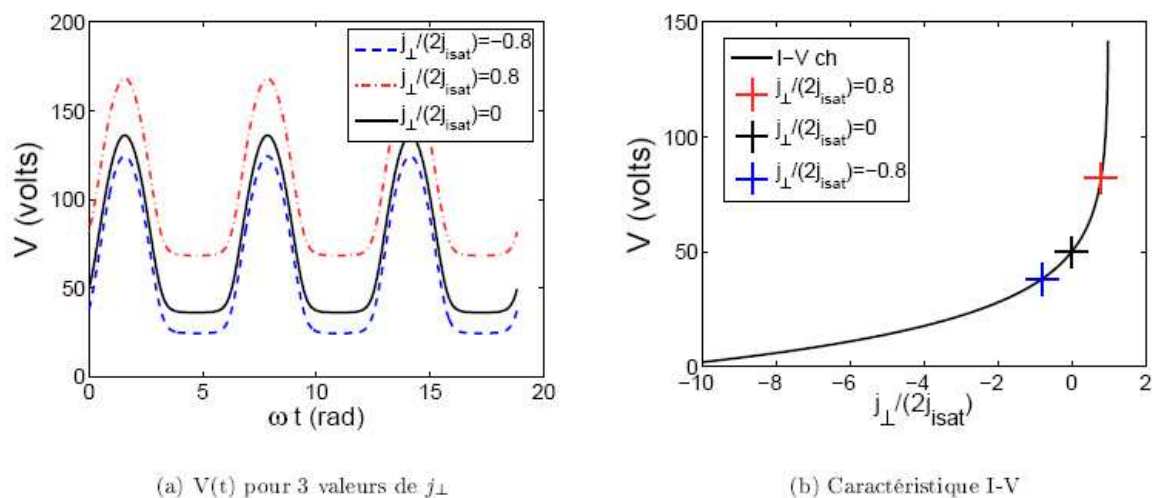 200
150
100
50
0
V (volts)
0
5
10
15
20
ω t (rad)
j⊥/(2jisat)=−0.8
j⊥/(2jisat)=0.8
j⊥/(2jisat)=0
(a) V(t) pour 3 valeurs de j⊥
150
100
50
0
V (volts)
−10
−8
−6
−4
−2
0
2
j⊥/(2jisat)
I−V ch
j⊥/(2jisat)=0.8
j⊥/(2jisat)=0
j⊥/(2jisat)=−0.8
(b) Caractéristique I-V